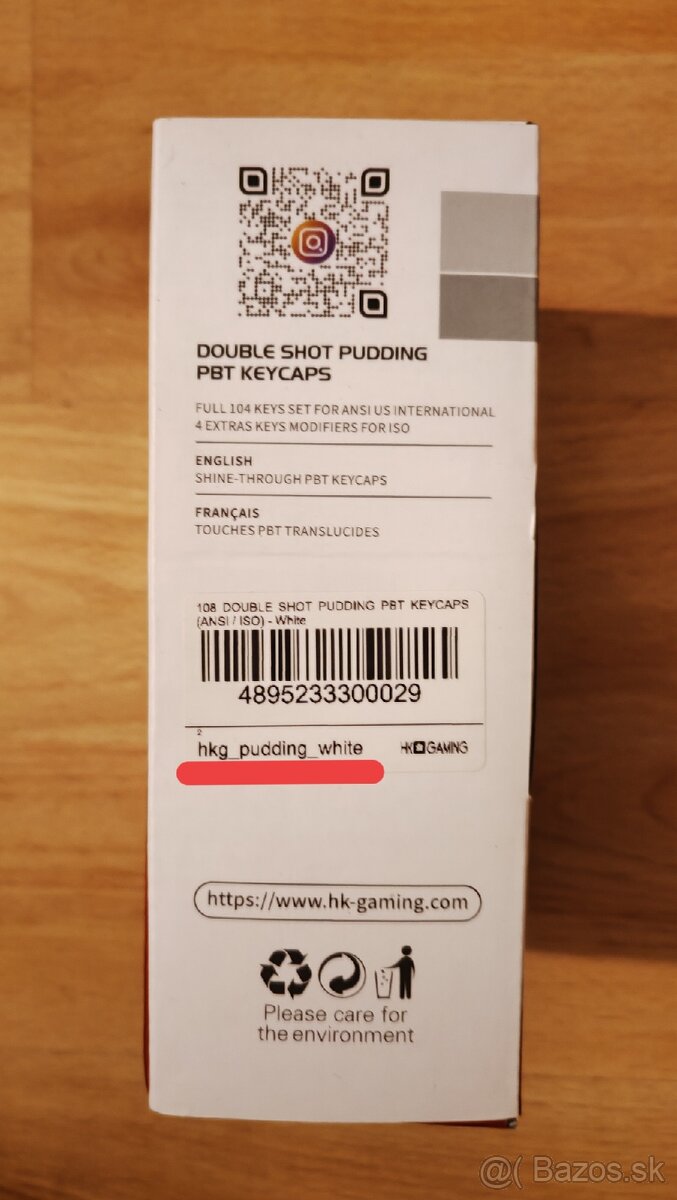 DOUBLE SHOT PUDDING
PBT KEYCAPS
FULL 104 KEYS SET FOR ANSI US INTERNATIONAL
4 EXTRAS KEYS MODIFIERS FOR ISO
ENGLISH
SHINE-THROUGH PBT KEYCAPS
FRANÇAIS
TOUCHES PBT TRANSLUCIDES
108 DOUBLE SHOT PUDDING PBT KEYCAPS
(ANSI / ISO) - White
4895233300029
2
hkg_pudding_white
HK GAMING
https://www.hk-gaming.com
Please care for
the environment
@( Bazos.sk